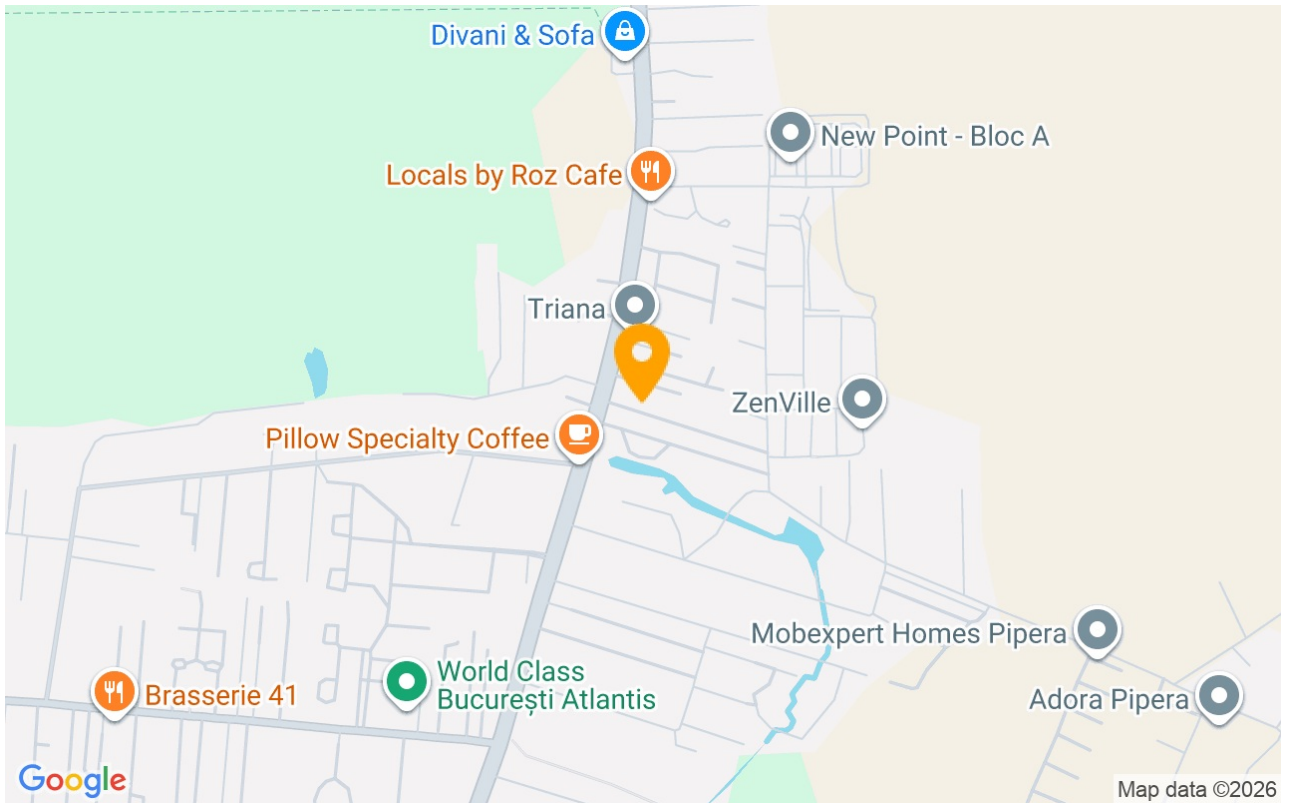 Divani & Sofa
New Point - Bloc A
Locals by Roz Cafe
Triana
ZenVille
Pillow Specialty Coffee
Mobexpert Homes Pipera
World Class
București Atlantis
Brasserie 41
Adora Pipera
Google
Map data ©2026